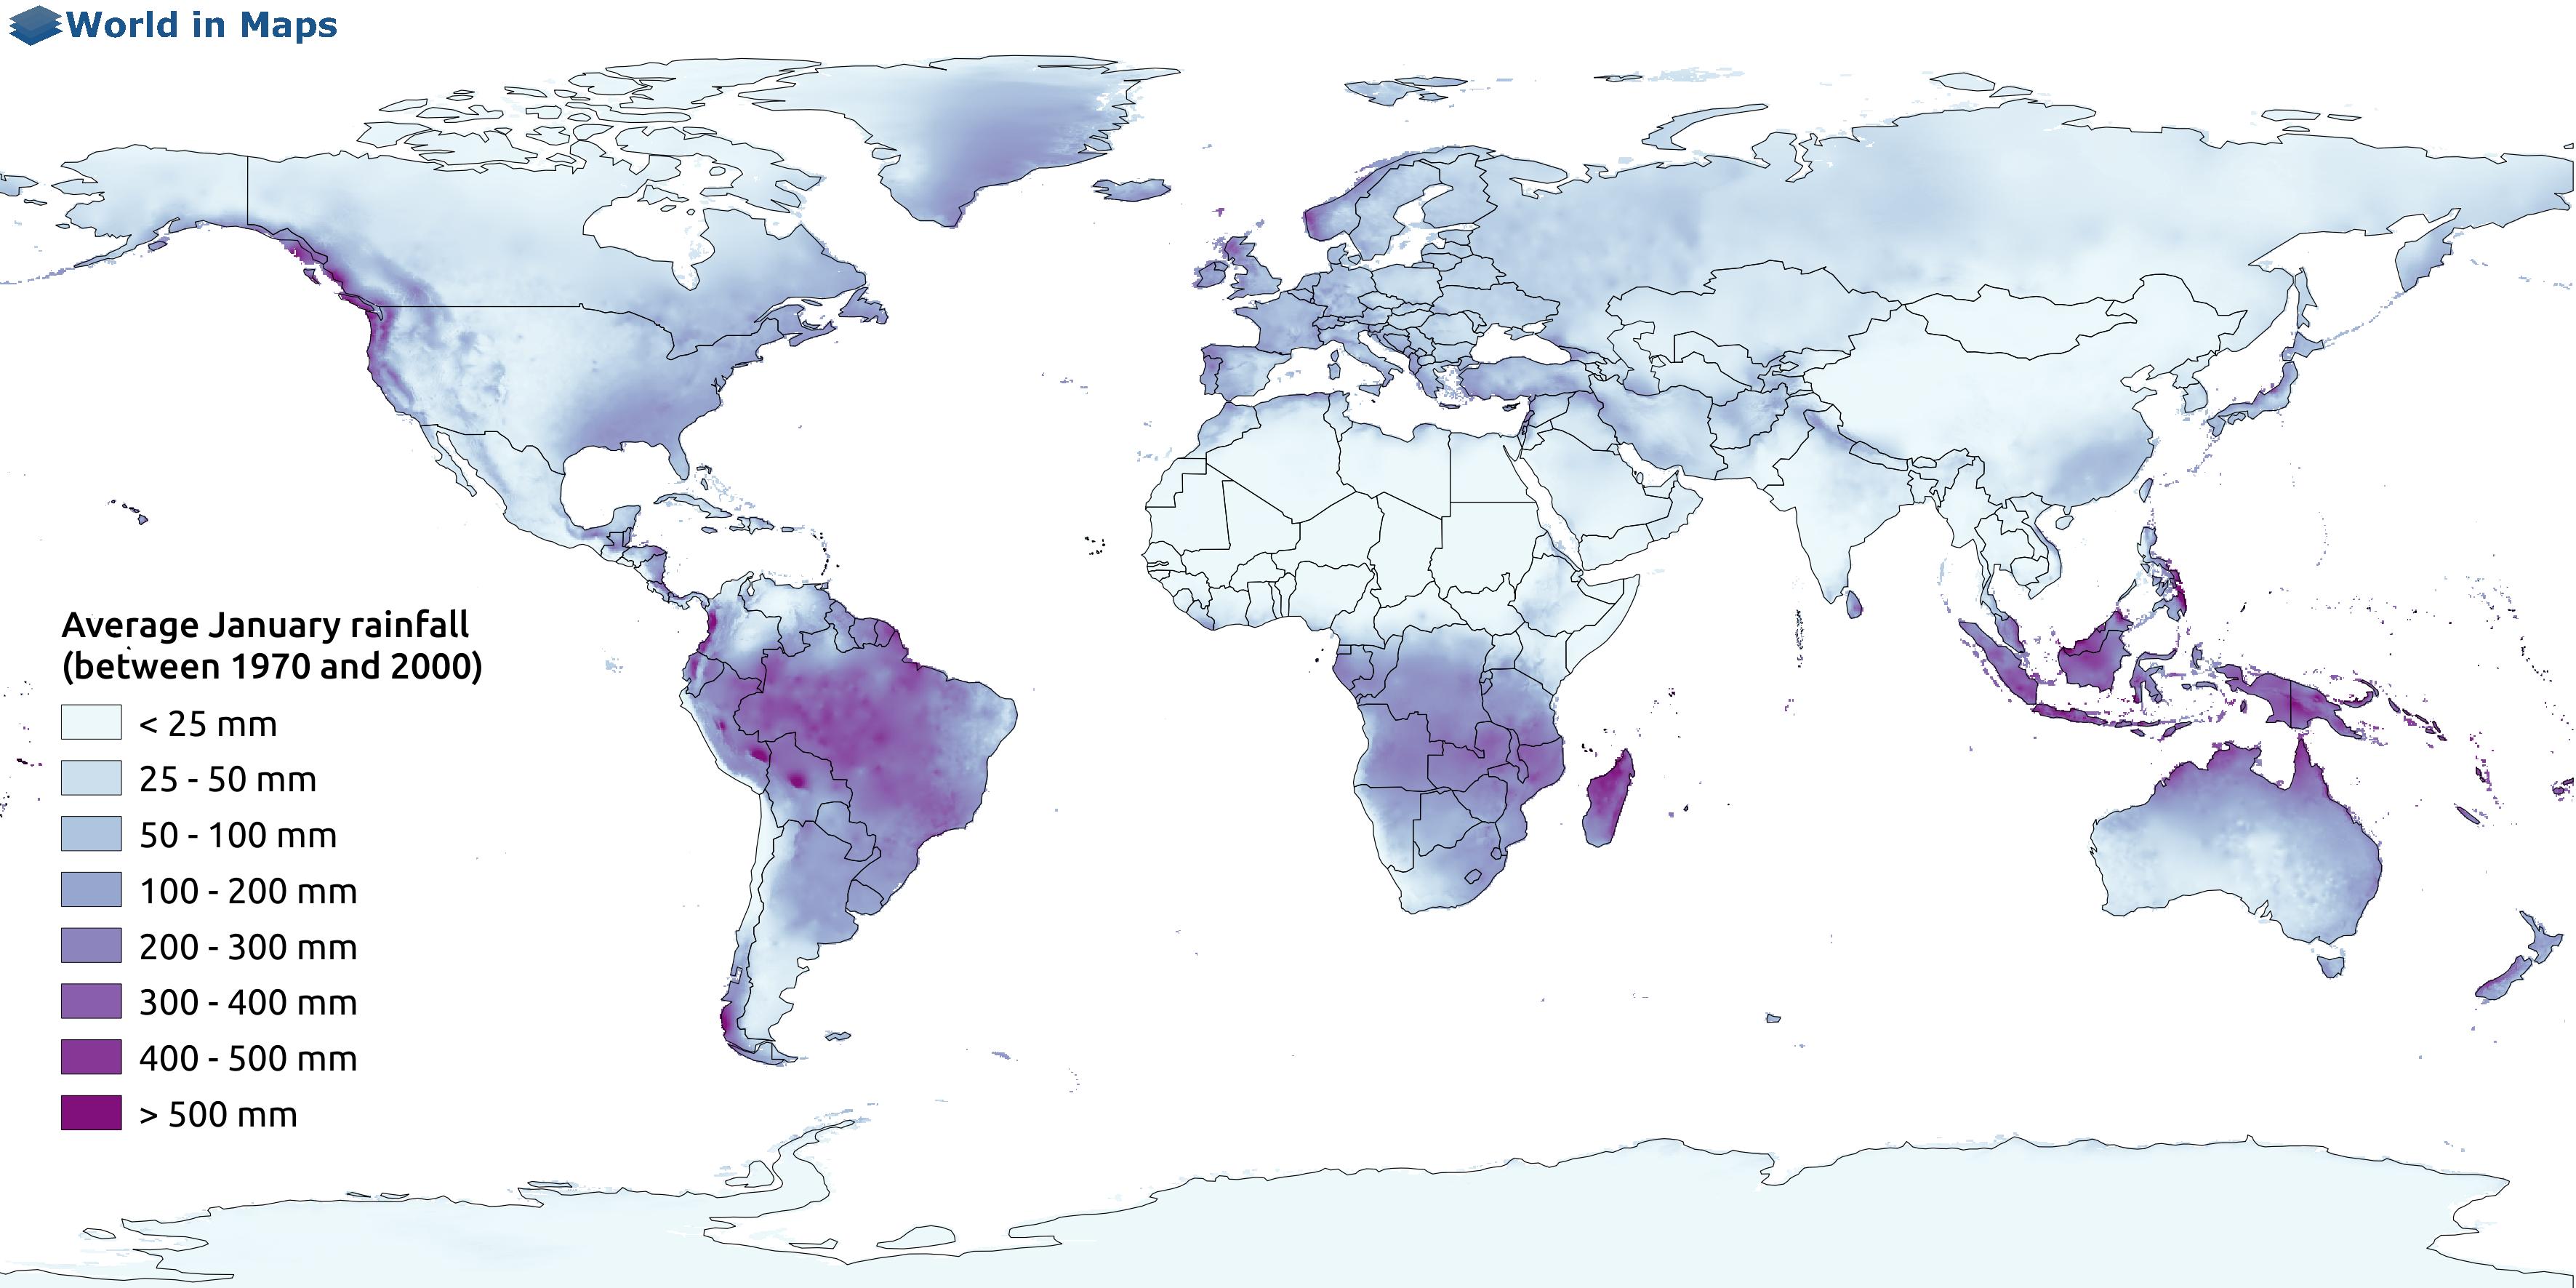 World in Maps
Average January rainfall
(between 1970 and 2000)
< 25 mm
25 - 50 mm
50 - 100 mm
100 - 200 mm
200 - 300 mm
300 - 400 mm
400 - 500 mm
> 500 mm